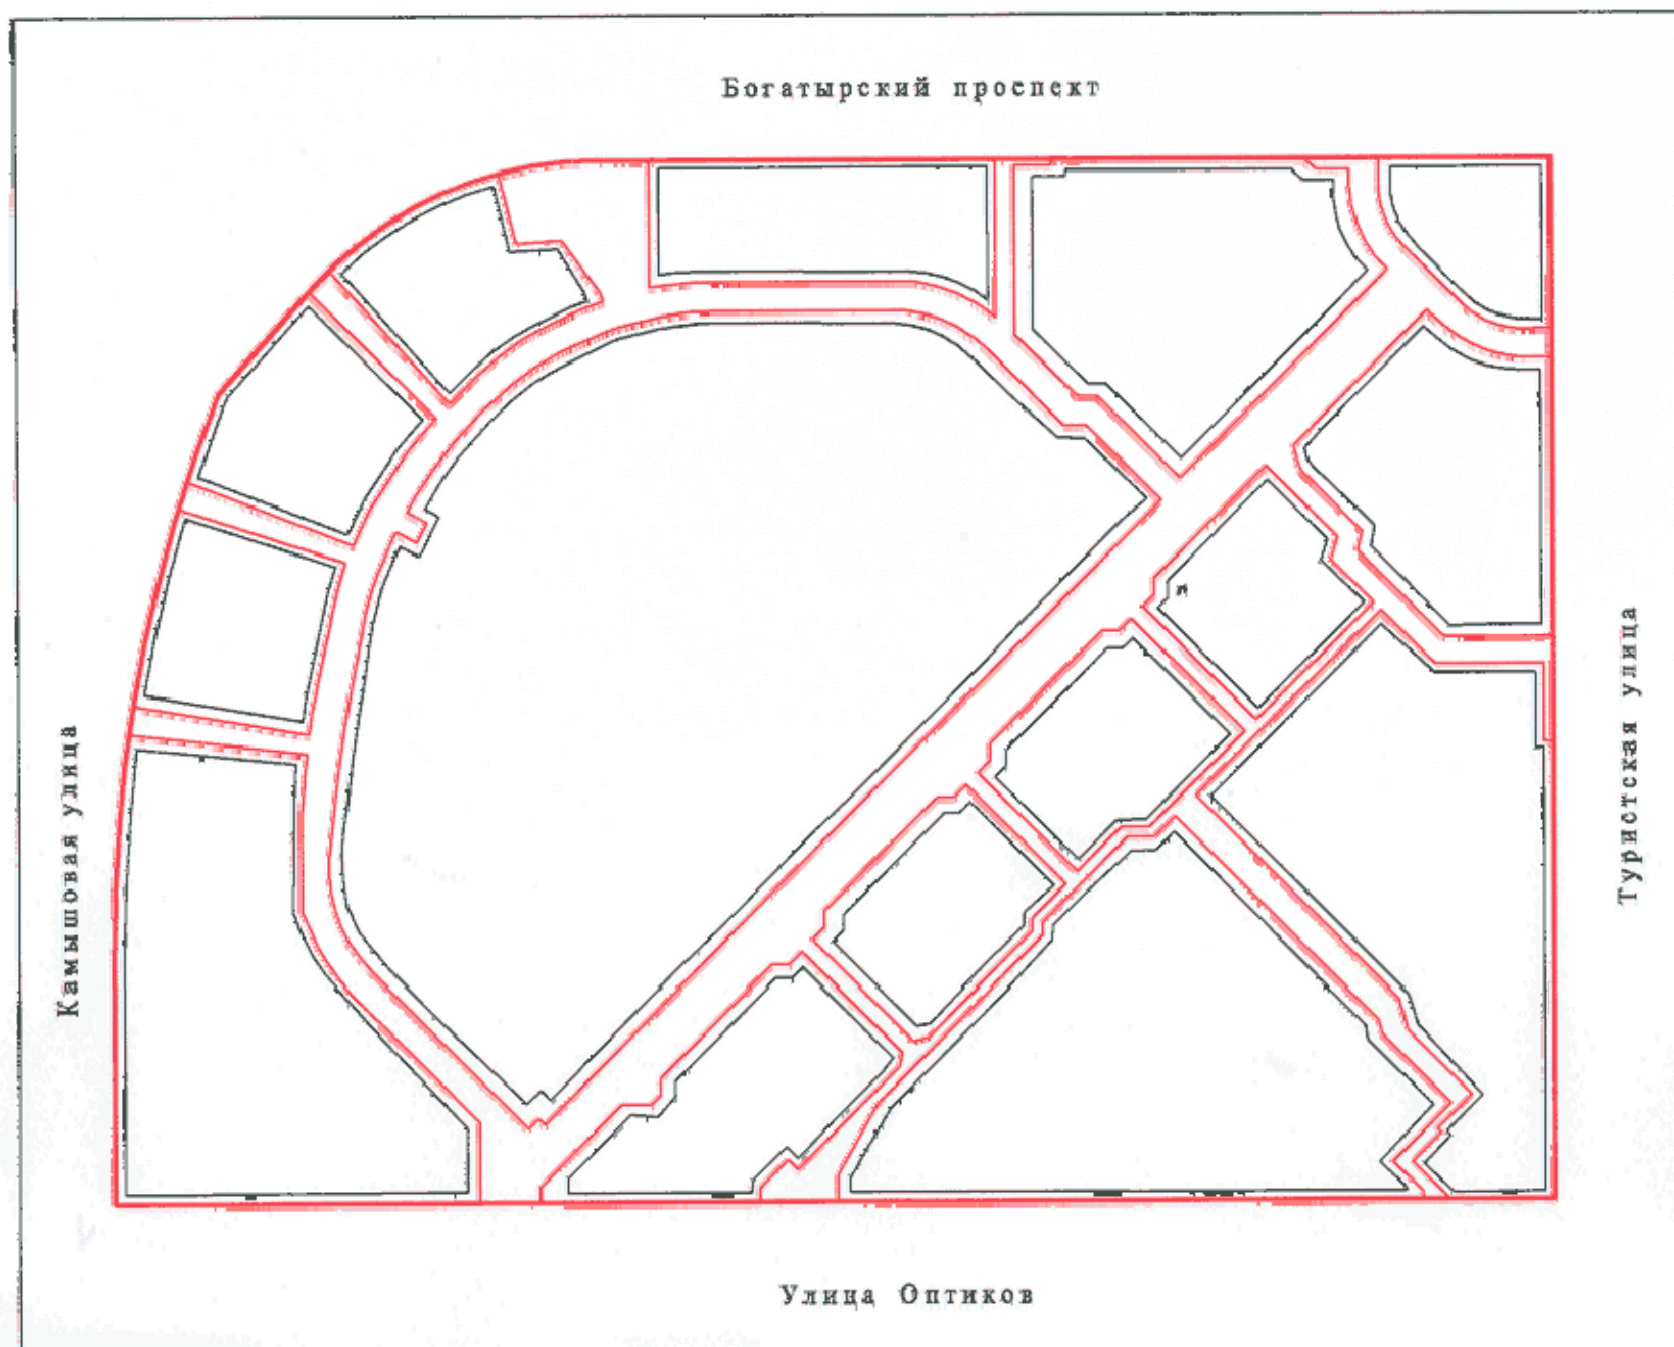 Богатырский проспект
Камышовая улица
Туристская улица
Улица Оптиков